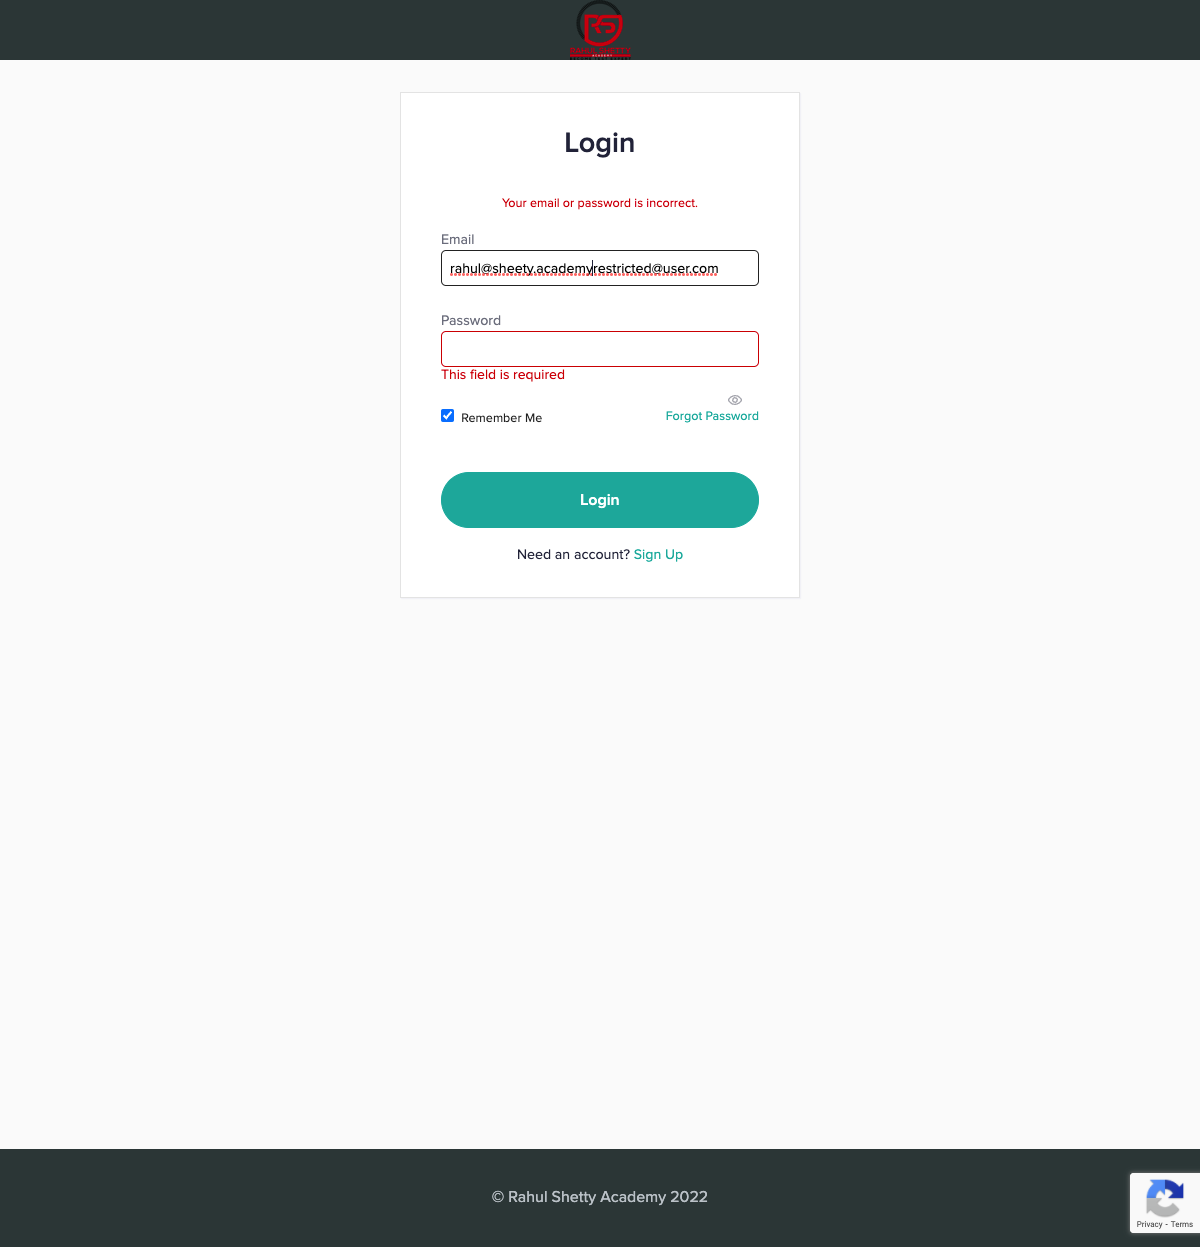 Login
Your email or password is incorrect.
Email
rahul@sheety.academyrestricted@user.com
Password
This field is required
Remember Me
Forgot Password
Login
Need an account? Sign Up
© Rahul Shetty Academy 2022
Privacy - Terms